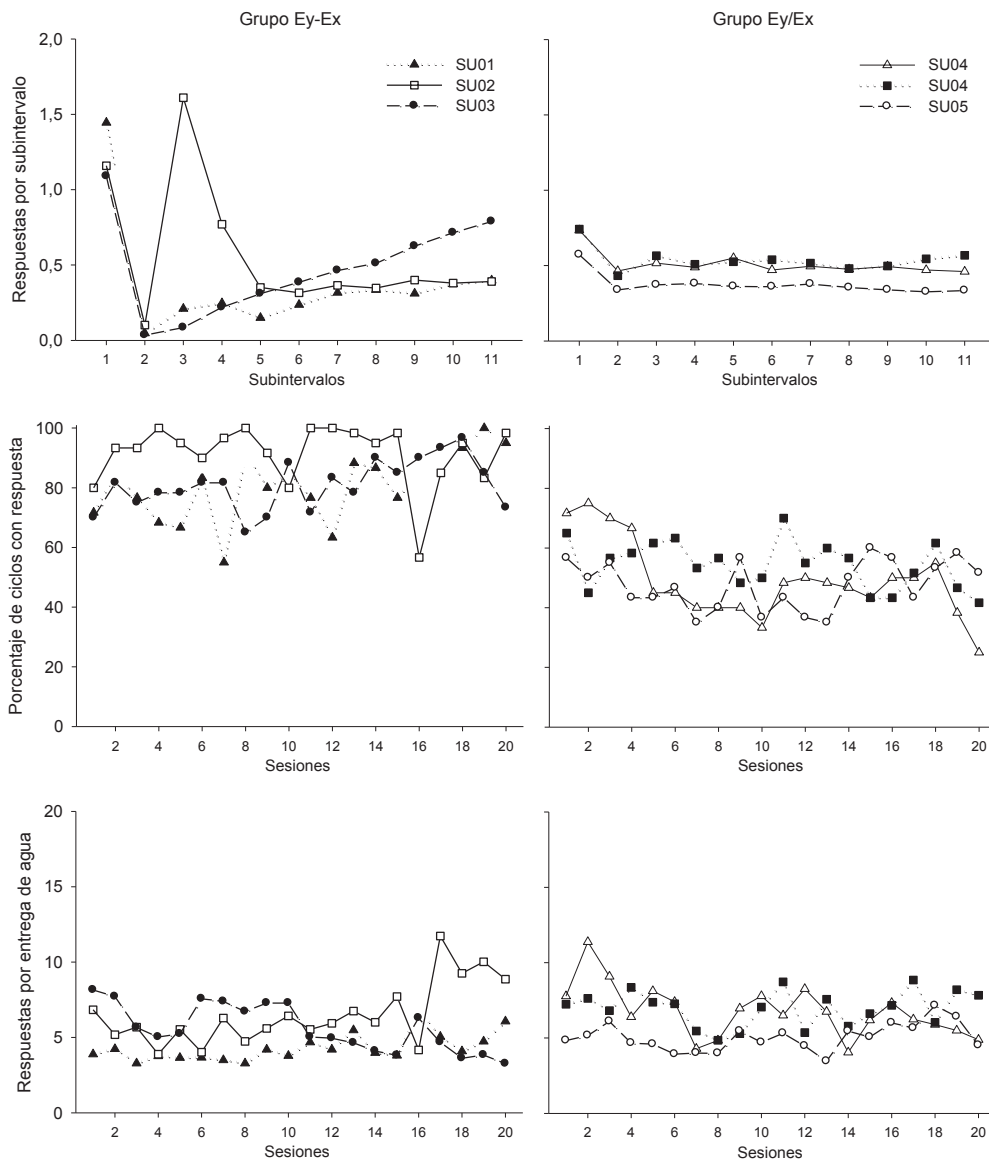 Grupo Ey-Ex
Grupo Ey/Ex
Respuestas por subintervalo
2,0
1,5
1,0
0,5
0,0
SU01
SU02
SU03
SU04
SU04
SU05
1 2 3 4 5 6 7 8 9 10 11
1 2 3 4 5 6 7 8 9 10 11
Subintervalos
Subintervalos
Porcentaje de ciclos con respuesta
100
80
60
40
20
0
2 4 6 8 10 12 14 16 18 20
2 4 6 8 10 12 14 16 18 20
Sesiones
Sesiones
Respuestas por entrega de agua
20
15
10
5
0
2 4 6 8 10 12 14 16 18 20
2 4 6 8 10 12 14 16 18 20
Sesiones
Sesiones